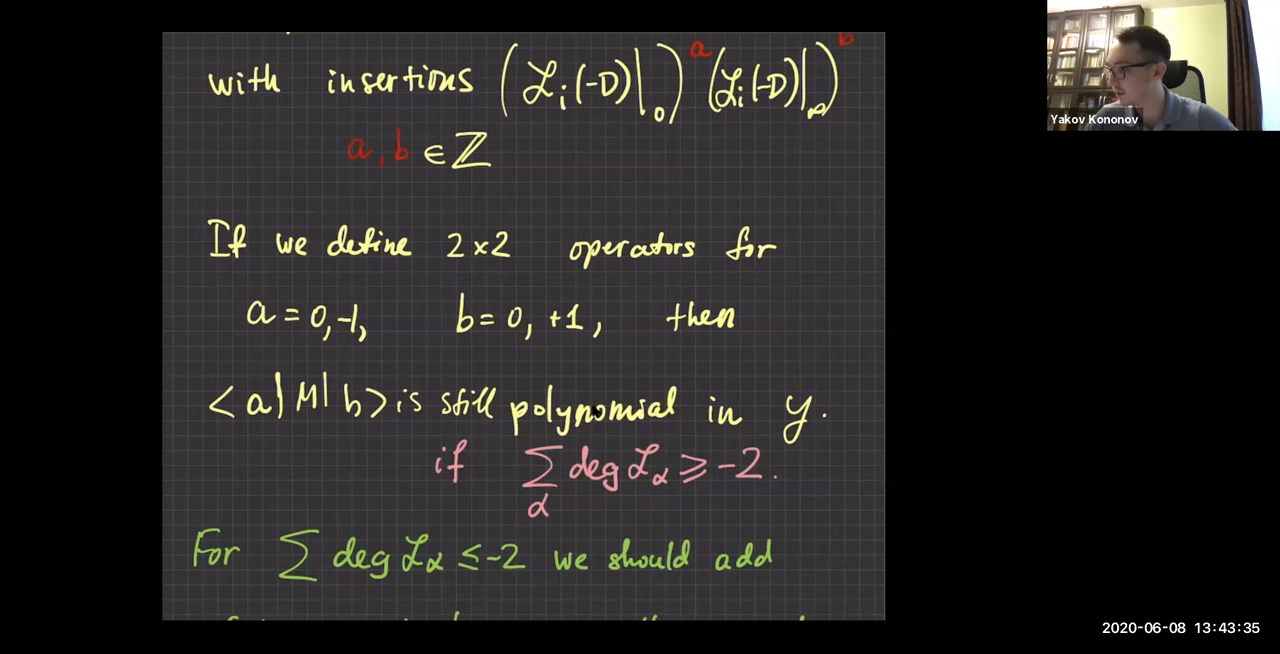 with insertions (ℒᵢ(-D)|₀)ᵃ (ℒᵢ(-D)|∞)ᵇ
a, b ∈ ℤ
If we define 2×2 operators for
a = 0, -1, b = 0, +1, then
<a|M|b> is still polynomial in y.
if ∑_α deg ℒ_α ⩾ -2.
For ∑ deg ℒ_α ≤ -2 we should add
Yakov Kononov
2020-06-08 13:43:35